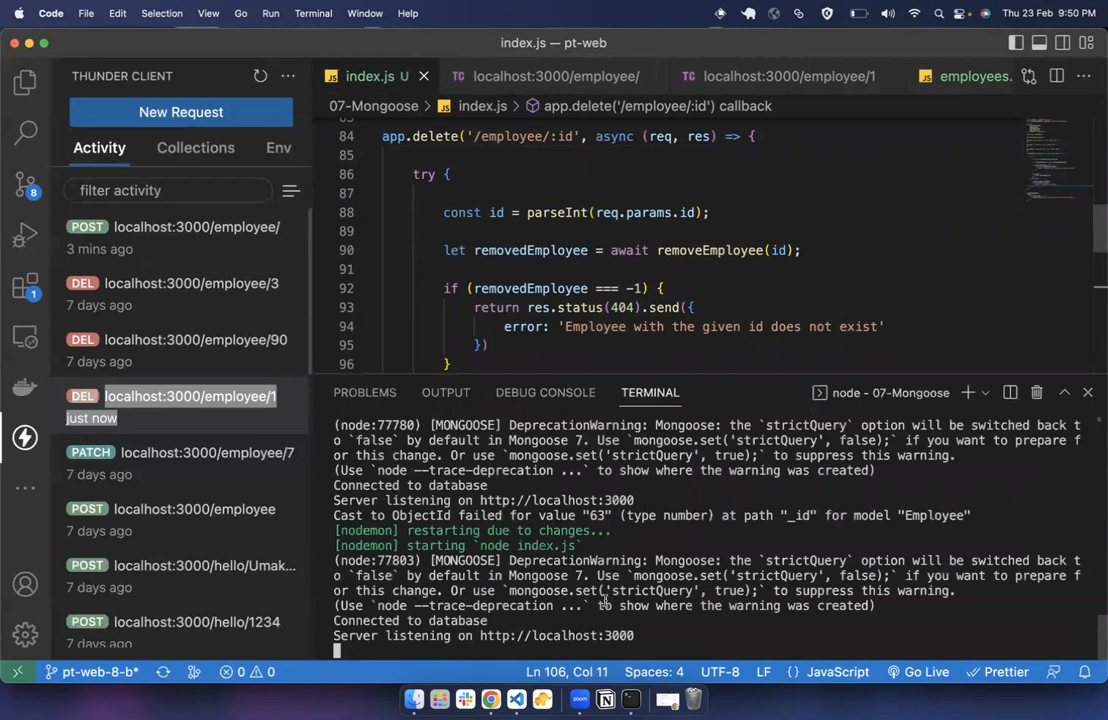 Code File Edit Selection View Go Run Terminal Window Help Thu 23 Feb 9:50 PM
index.js — pt-web
THUNDER CLIENT
New Request
Activity Collections Env
filter activity
POST localhost:3000/employee/
3 mins ago
DEL localhost:3000/employee/3
7 days ago
DEL localhost:3000/employee/90
7 days ago
DEL localhost:3000/employee/1
just now
PATCH localhost:3000/employee/7
7 days ago
POST localhost:3000/employee
7 days ago
POST localhost:3000/hello/Umak...
7 days ago
POST localhost:3000/hello/1234
7 days ago
8
1
JS index.js U TC localhost:3000/employee/ TC localhost:3000/employee/1 JS employees.
07-Mongoose > JS index.js > app.delete('/employee/:id') callback
84 app.delete('/employee/:id', async (req, res) => {
85
86 try {
87
88 const id = parseInt(req.params.id);
89
90 let removedEmployee = await removeEmployee(id);
91
92 if (removedEmployee === -1) {
93 return res.status(404).send({
94 error: 'Employee with the given id does not exist'
95 })
96 }
PROBLEMS OUTPUT DEBUG CONSOLE TERMINAL node - 07-Mongoose
(node:77780) [MONGOOSE] DeprecationWarning: Mongoose: the `strictQuery` option will be switched back t
o `false` by default in Mongoose 7. Use `mongoose.set('strictQuery', false);` if you want to prepare f
or this change. Or use `mongoose.set('strictQuery', true);` to suppress this warning.
(Use `node --trace-deprecation ...` to show where the warning was created)
Connected to database
Server listening on http://localhost:3000
Cast to ObjectId failed for value "63" (type number) at path "_id" for model "Employee"
[nodemon] restarting due to changes...
[nodemon] starting `node index.js`
(node:77803) [MONGOOSE] DeprecationWarning: Mongoose: the `strictQuery` option will be switched back t
o `false` by default in Mongoose 7. Use `mongoose.set('strictQuery', false);` if you want to prepare f
or this change. Or use `mongoose.set('strictQuery', true);` to suppress this warning.
(Use `node --trace-deprecation ...` to show where the warning was created)
Connected to database
Server listening on http://localhost:3000
pt-web-8-b* 0 0 Ln 106, Col 11 Spaces: 4 UTF-8 LF {} JavaScript Go Live Prettier
zoom